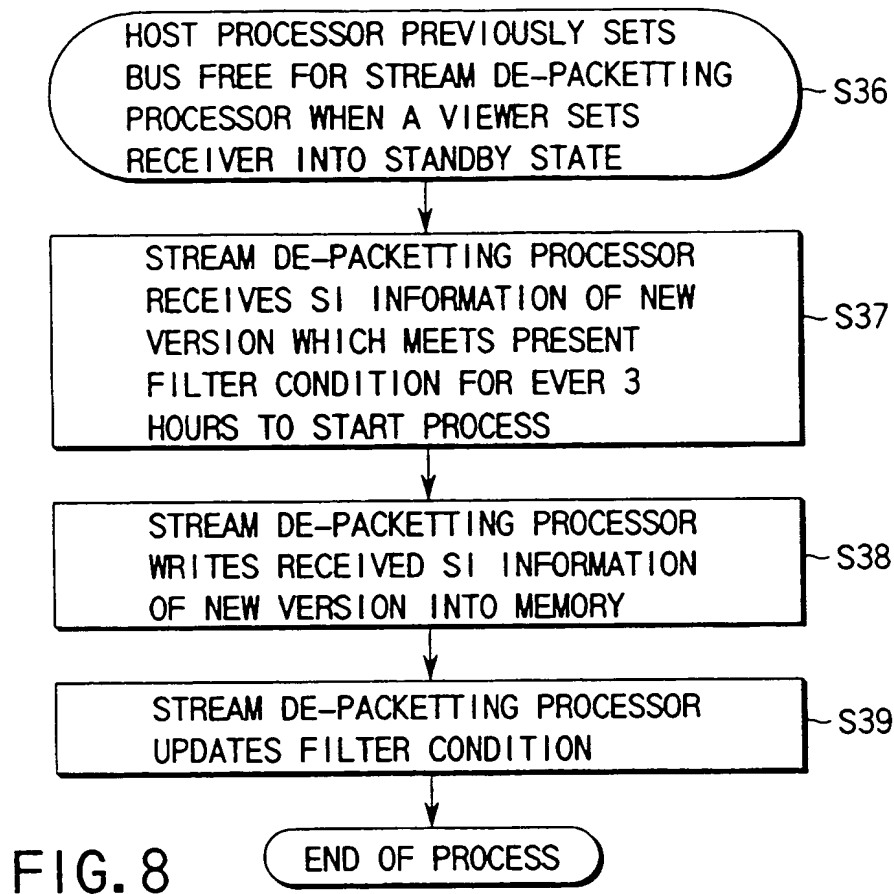 HOST PROCESSOR PREVIOUSLY SETS
BUS FREE FOR STREAM DE-PACKETTING
PROCESSOR WHEN A VIEWER SETS
RECEIVER INTO STANDBY STATE
S36
STREAM DE-PACKETTING PROCESSOR
RECEIVES SI INFORMATION OF NEW
VERSION WHICH MEETS PRESENT
FILTER CONDITION FOR EVER 3
HOURS TO START PROCESS
S37
STREAM DE-PACKETTING PROCESSOR
WRITES RECEIVED SI INFORMATION
OF NEW VERSION INTO MEMORY
S38
STREAM DE-PACKETTING PROCESSOR
UPDATES FILTER CONDITION
S39
END OF PROCESS
FIG. 8